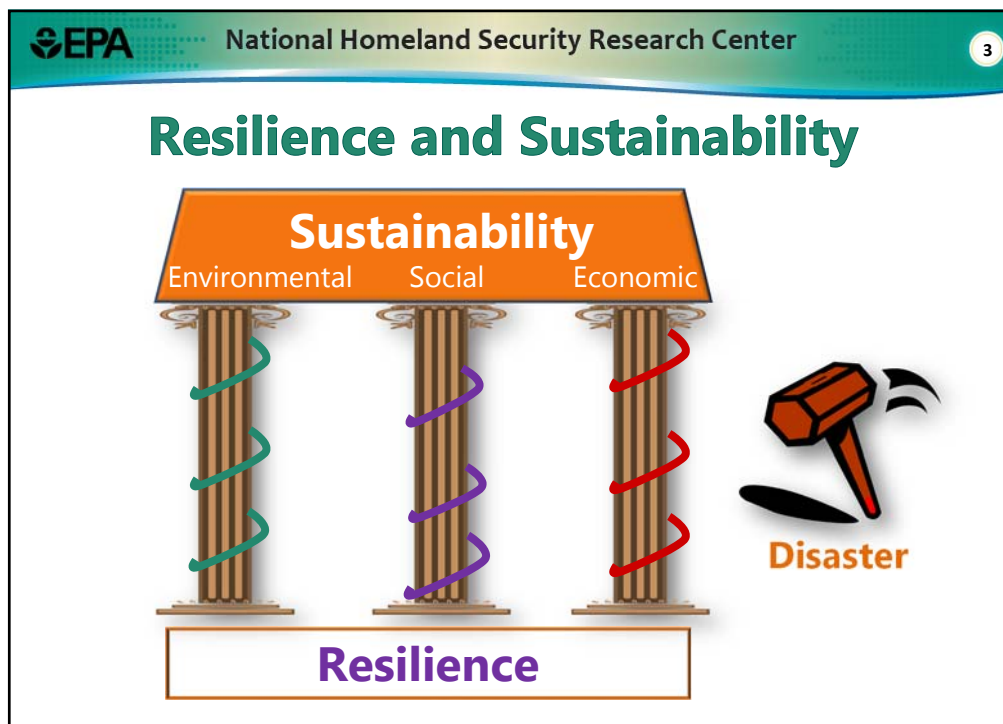 EPA National Homeland Security Research Center 3
Resilience and Sustainability
Sustainability
Environmental Social Economic
Disaster
Resilience